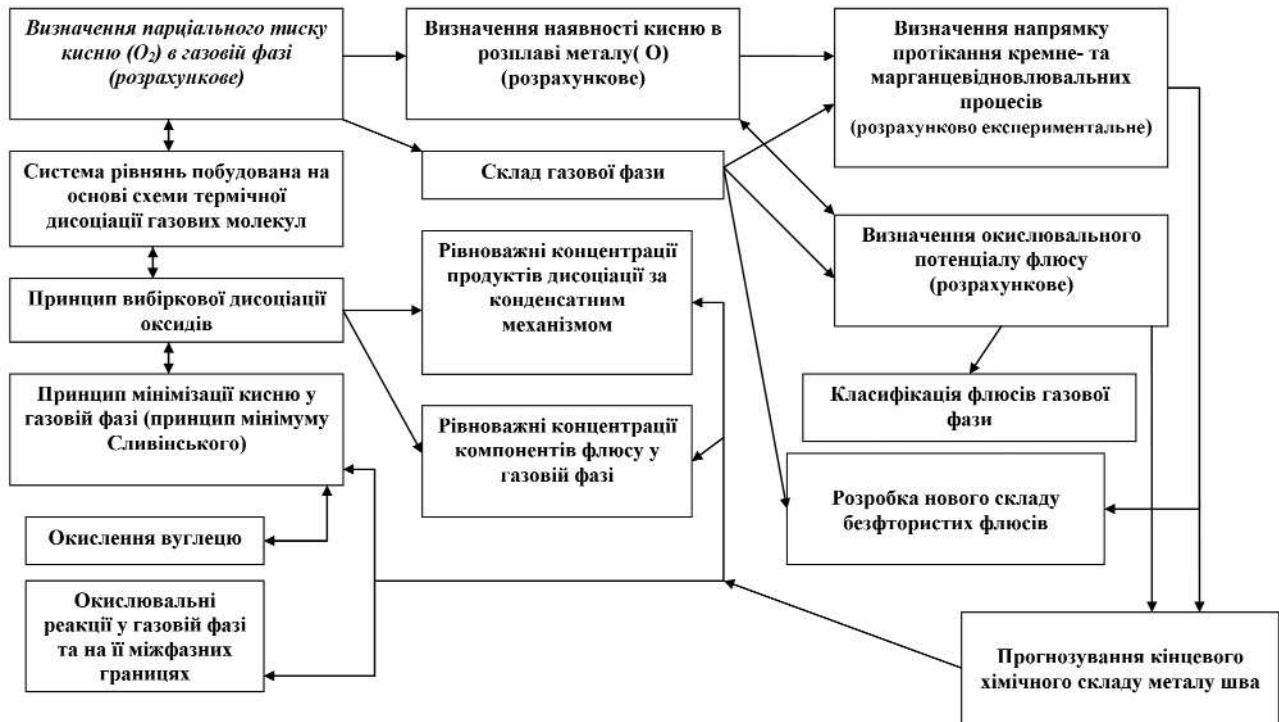 Визначення парціального тиску
кисню (О₂) в газовій фазі
(розрахункове)
Визначення наявності кисню в
розплаві металу( О)
(розрахункове)
Визначення напрямку
протікання кремне- та
марганцевідновлювальних
процесів
(розрахунково експериментальне)
Система рівнянь побудована на
основі схеми термічної
дисоціації газових молекул
Склад газової фази
Визначення окислювального
потенціалу флюсу
(розрахункове)
Принцип вибіркової дисоціації
оксидів
Рівноважні концентрації
продуктів дисоціації за
конденсатним
механізмом
Принцип мінімізації кисню у
газовій фазі (принцип мінімуму
Сливінського)
Класифікація флюсів газової
фази
Рівноважні концентрації
компонентів флюсу у
газовій фазі
Розробка нового складу
безфтористих флюсів
Окислення вуглецю
Окислювальні
реакції у газовій фазі
та на її міжфазних
границях
Прогнозування кінцевого
хімічного складу металу шва